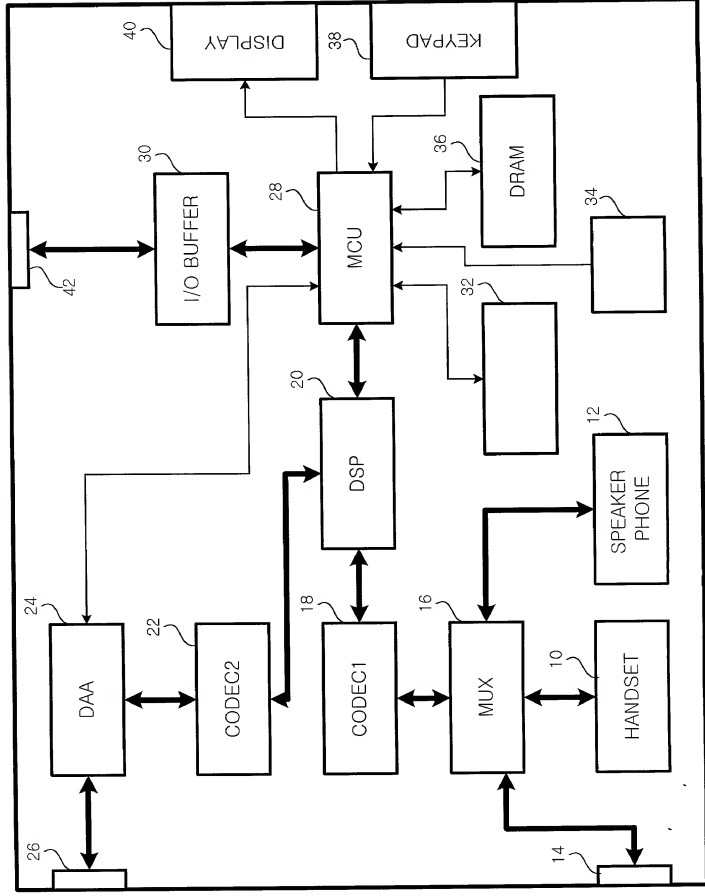 26
24
DAA
42
22
30
40
CODEC2
I/O BUFFER
DISPLAY
18
20
28
38
CODEC1
DSP
MCU
KEYPAD
16
32
36
MUX
DRAM
14
10
12
34
HANDSET
SPEAKER
PHONE